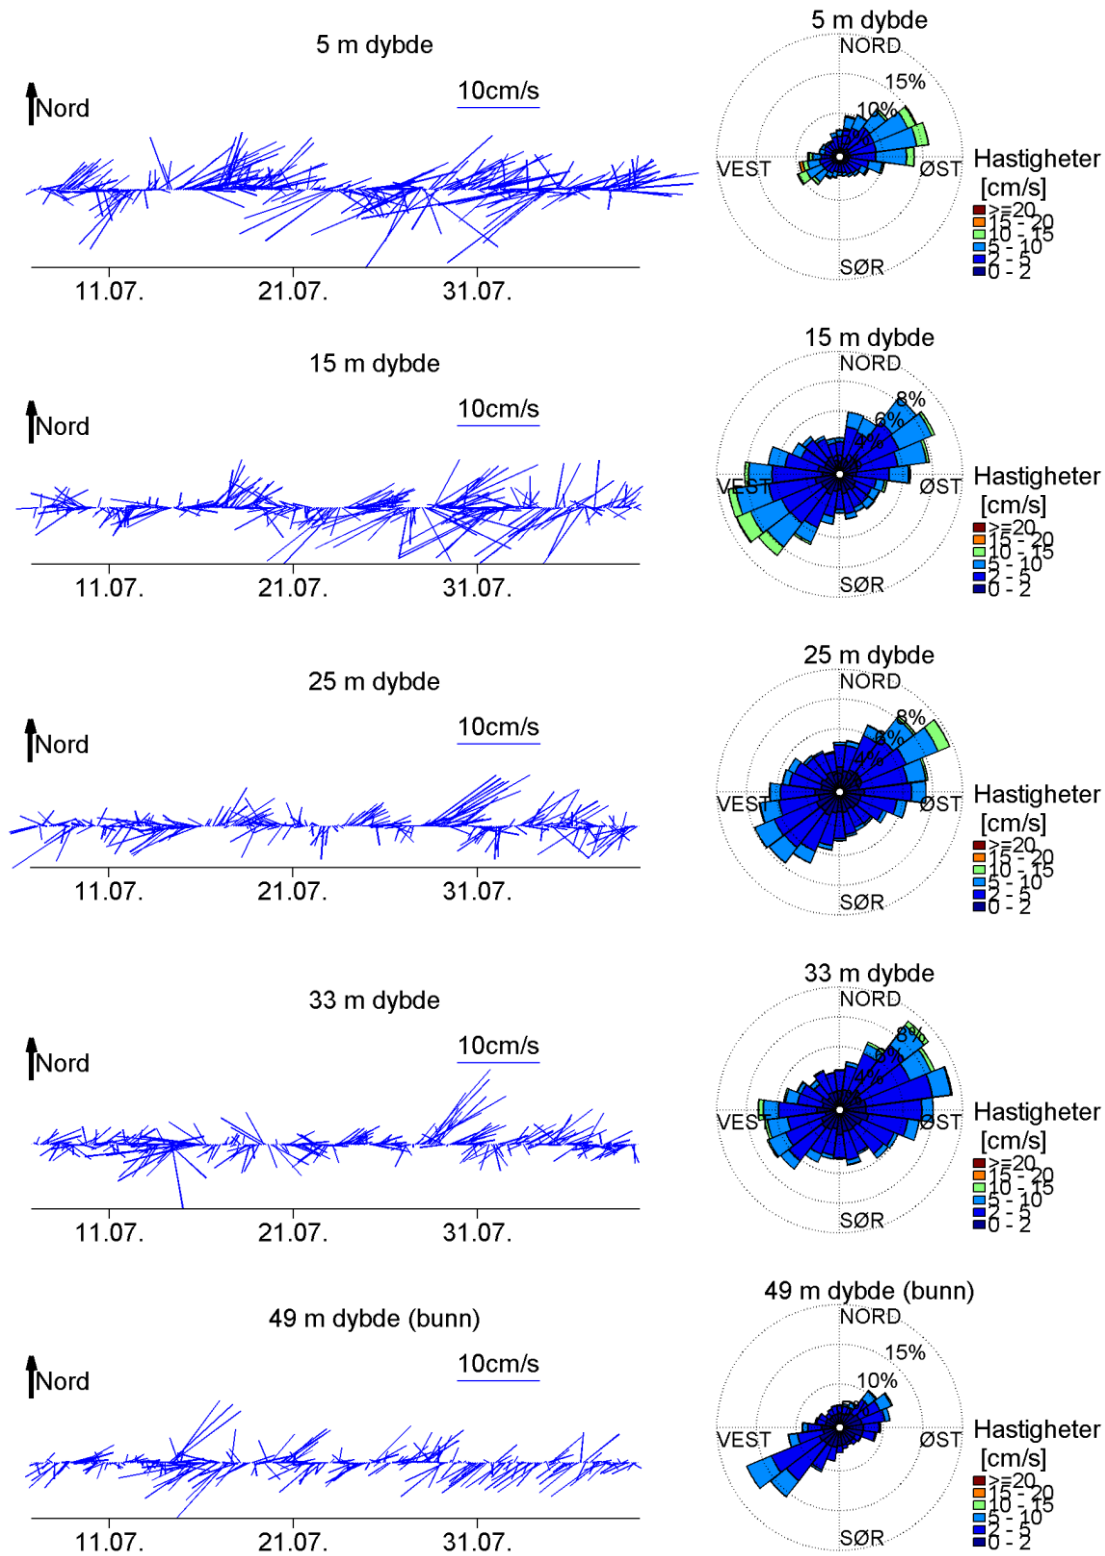 5 m dybde
Nord
10cm/s
11.07.
21.07.
31.07.
5 m dybde
NORD
15%
10%
VEST
ØST
SØR
Hastigheter
[cm/s]
>=20
15 - 20
10 - 15
5 - 10
2 - 5
0 - 2
15 m dybde
Nord
10cm/s
11.07.
21.07.
31.07.
15 m dybde
NORD
8%
6%
4%
VEST
ØST
SØR
Hastigheter
[cm/s]
>=20
15 - 20
10 - 15
5 - 10
2 - 5
0 - 2
25 m dybde
Nord
10cm/s
11.07.
21.07.
31.07.
25 m dybde
NORD
8%
6%
4%
VEST
ØST
SØR
Hastigheter
[cm/s]
>=20
15 - 20
10 - 15
5 - 10
2 - 5
0 - 2
33 m dybde
Nord
10cm/s
11.07.
21.07.
31.07.
33 m dybde
NORD
8%
6%
4%
VEST
ØST
SØR
Hastigheter
[cm/s]
>=20
15 - 20
10 - 15
5 - 10
2 - 5
0 - 2
49 m dybde (bunn)
Nord
10cm/s
11.07.
21.07.
31.07.
49 m dybde (bunn)
NORD
15%
10%
VEST
ØST
SØR
Hastigheter
[cm/s]
>=20
15 - 20
10 - 15
5 - 10
2 - 5
0 - 2